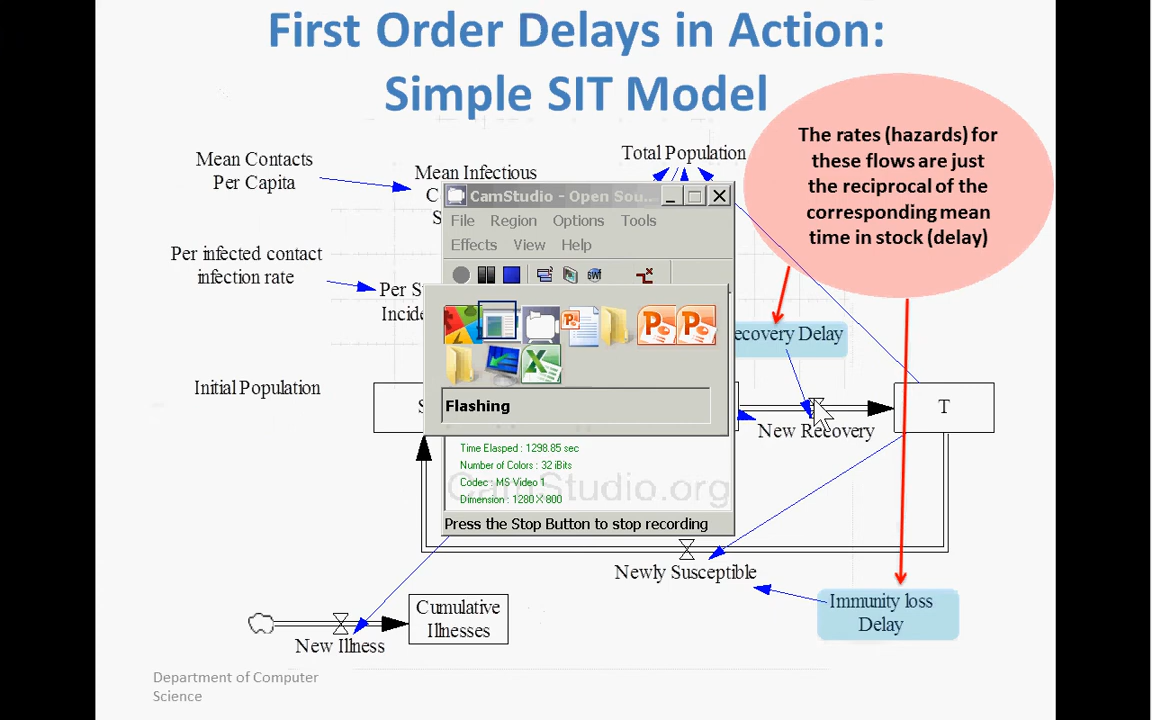 First Order Delays in Action:
Simple SIT Model
Mean Contacts
Per Capita
Mean Infectious
Total Population
The rates (hazards) for
these flows are just
the reciprocal of the
corresponding mean
time in stock (delay)
CamStudio - Open Sou...
File Region Options Tools
Effects View Help
Per infected contact
infection rate
Per S
Incide
ecovery Delay
Initial Population
Flashing
T
New Recovery
Time Elasped : 1298.85 sec
Number of Colors : 32 iBits
Codec : MS Video 1
Dimension : 1280 X 800
CamStudio.org
Press the Stop Button to stop recording
Newly Susceptible
Immunity loss
Delay
Cumulative
Illnesses
New Illness
Department of Computer
Science